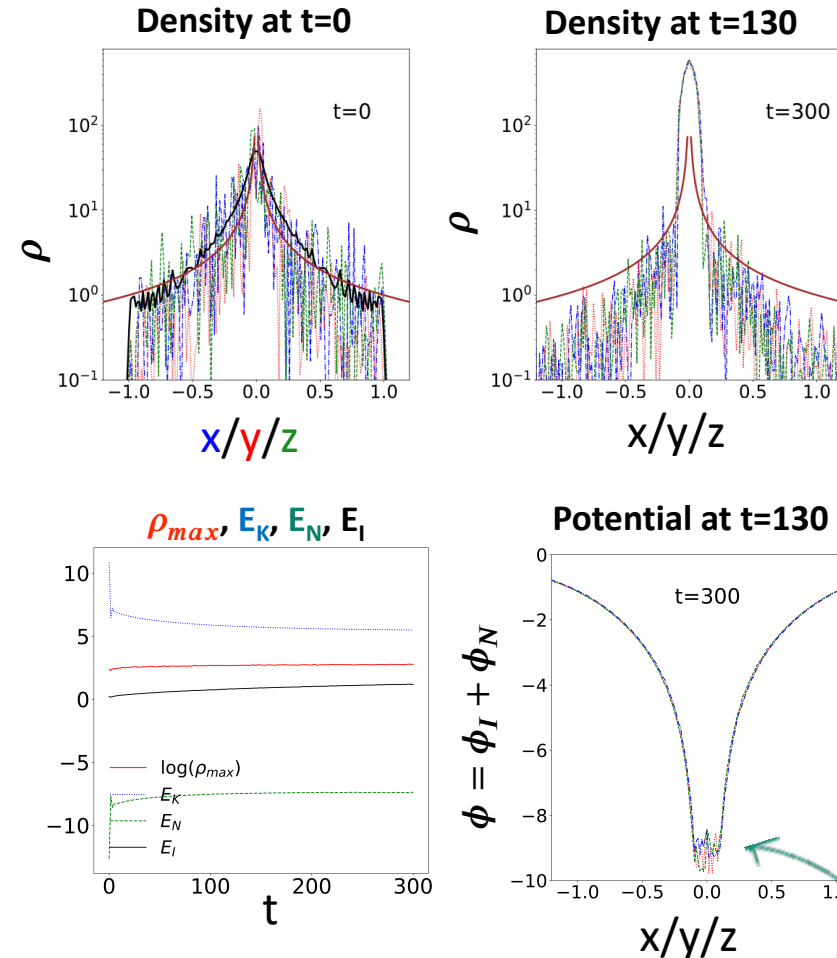 Density at t=0
t=0
10²
10¹
10⁰
10⁻¹
ρ
−1.0 −0.5 0.0 0.5 1.0
x/y/z
Density at t=130
t=300
10²
10¹
10⁰
10⁻¹
ρ
−1.0 −0.5 0.0 0.5 1.0
x/y/z
ρmax, EK, EN, EI
10
5
0
−5
−10
log(ρmax)
EK
EN
EI
0 100 200 300
t
Potential at t=130
t=300
0
−2
−4
−6
−8
−10
ϕ = ϕI + ϕN
−1.0 −0.5 0.0 0.5 1.
x/y/z